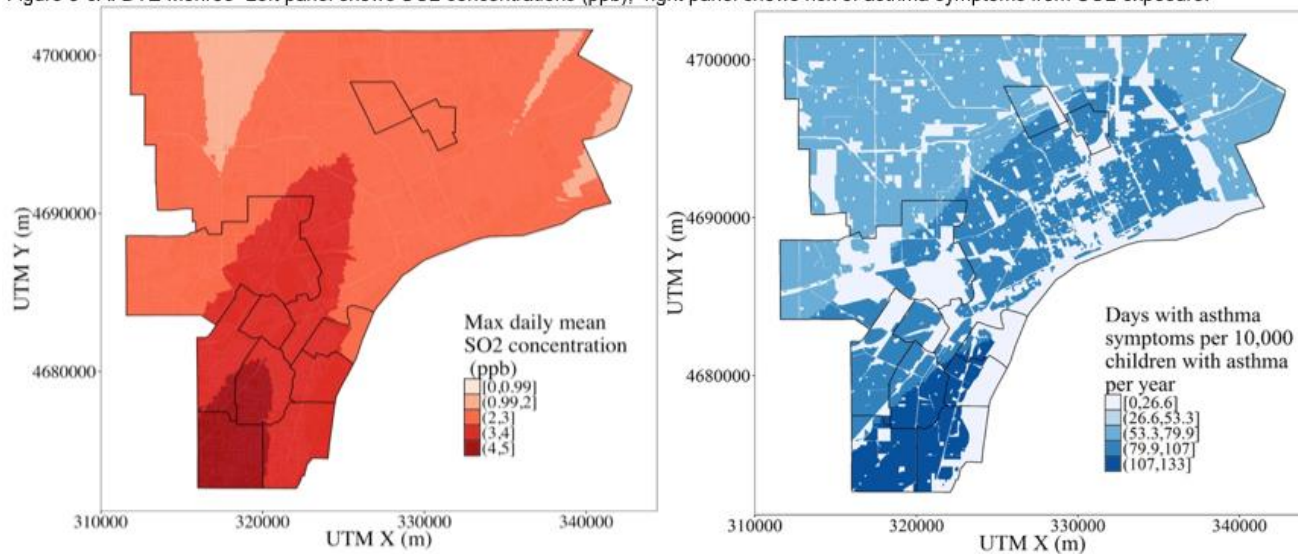 4700000
4690000
4680000
UTM Y (m)
310000 320000 330000 340000
UTM X (m)
Max daily mean
SO2 concentration
(ppb)
[0,0.99]
(0.99,2]
(2,3]
(3,4]
(4,5]
4700000
4690000
4680000
UTM Y (m)
310000 320000 330000 340000
UTM X (m)
Days with asthma
symptoms per 10,000
children with asthma
per year
[0,26.6]
(26.6,53.3]
(53.3,79.9]
(79.9,107]
(107,133]